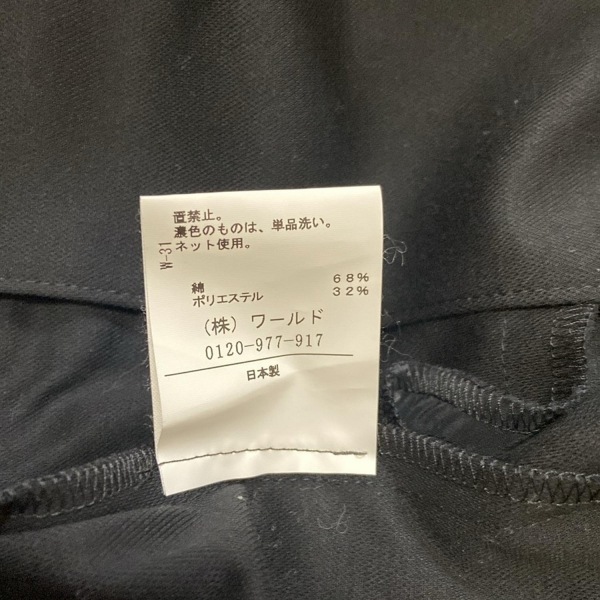 置禁止。
濃色のものは、単品洗い。
ネット使用。
W-31
綿 68%
ポリエステル 32%
(株) ワールド
0120-977-917
日本製